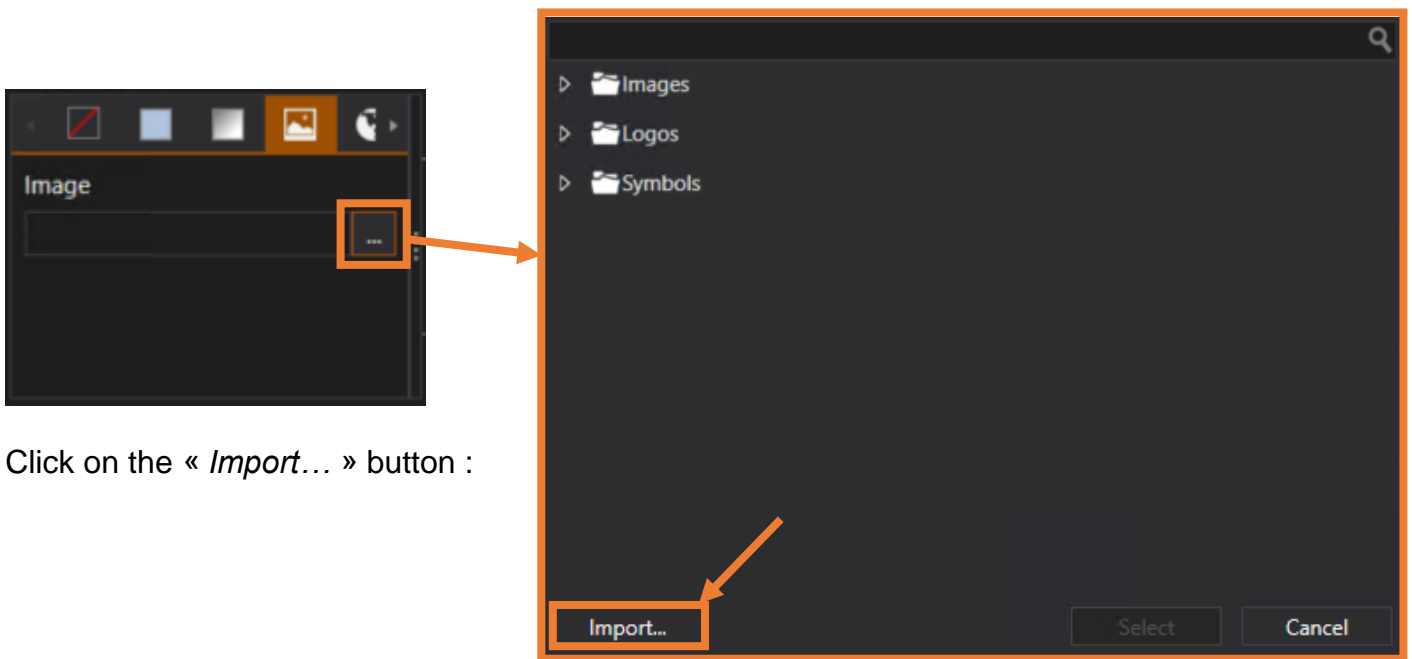 Images
Logos
Symbols
Image
...
Click on the « Import… » button :
Import...
Select
Cancel